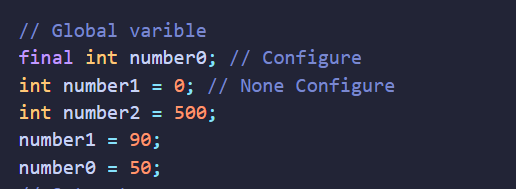 // Global varible
final int number0; // Configure
int number1 = 0; // None Configure
int number2 = 500;
number1 = 90;
number0 = 50;